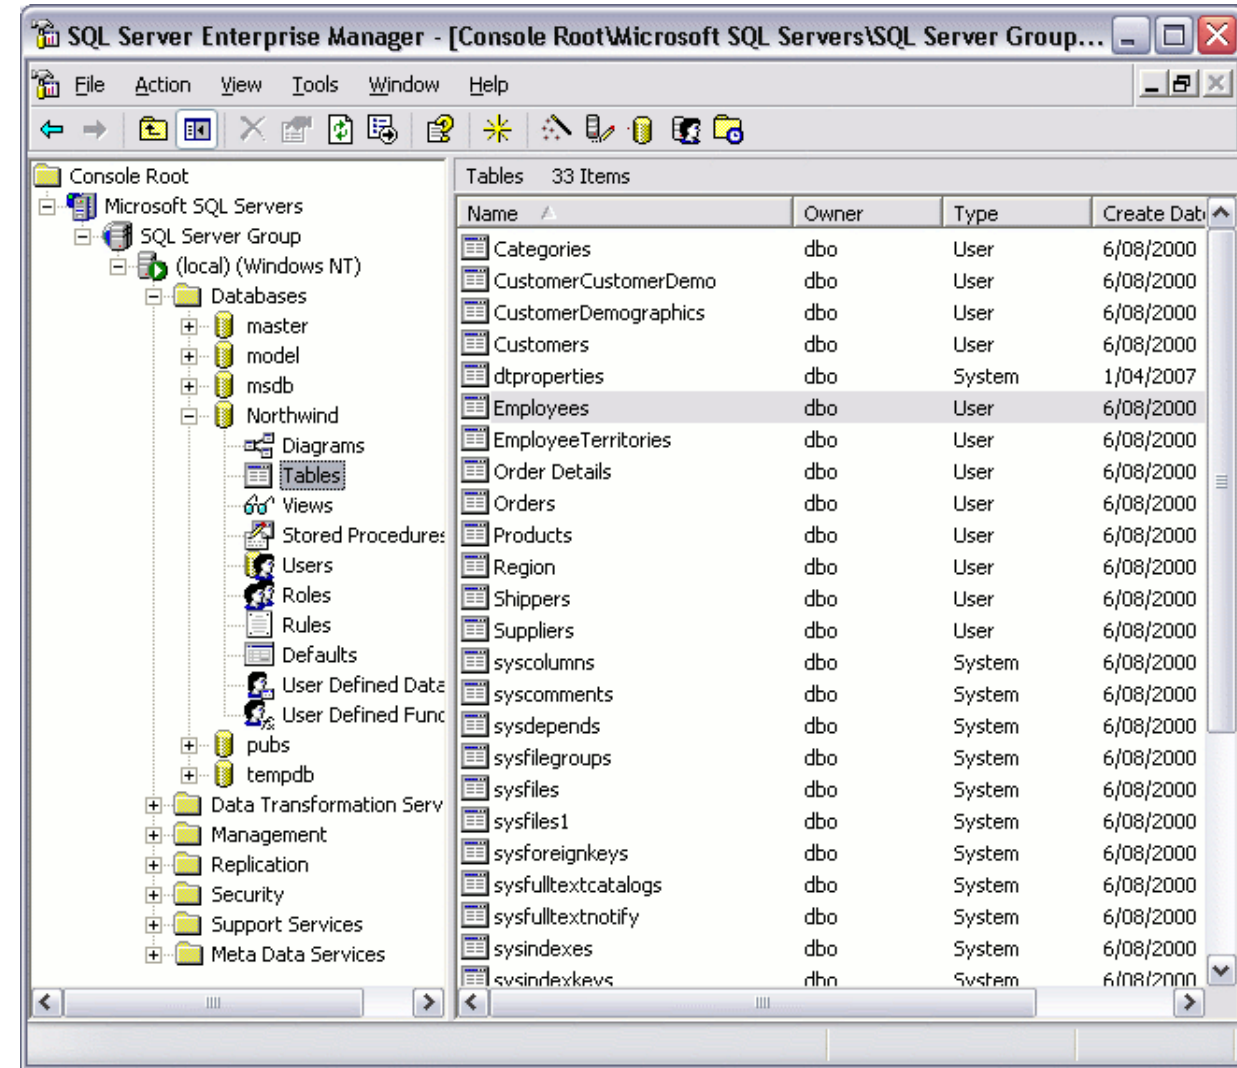 SQL Server Enterprise Manager - [Console Root\Microsoft SQL Servers\SQL Server Group...
File Action View Tools Window Help
Console Root
Microsoft SQL Servers
SQL Server Group
(local) (Windows NT)
Databases
master
model
msdb
Northwind
Diagrams
Tables
Views
Stored Procedures
Users
Roles
Rules
Defaults
User Defined Data
User Defined Func
pubs
tempdb
Data Transformation Serv
Management
Replication
Security
Support Services
Meta Data Services
Tables 33 Items
Name Owner Type Create Date
Categories dbo User 6/08/2000
CustomerCustomerDemo dbo User 6/08/2000
CustomerDemographics dbo User 6/08/2000
Customers dbo User 6/08/2000
dtproperties dbo System 1/04/2007
Employees dbo User 6/08/2000
EmployeeTerritories dbo User 6/08/2000
Order Details dbo User 6/08/2000
Orders dbo User 6/08/2000
Products dbo User 6/08/2000
Region dbo User 6/08/2000
Shippers dbo User 6/08/2000
Suppliers dbo User 6/08/2000
syscolumns dbo System 6/08/2000
syscomments dbo System 6/08/2000
sysdepends dbo System 6/08/2000
sysfilegroups dbo System 6/08/2000
sysfiles dbo System 6/08/2000
sysfiles1 dbo System 6/08/2000
sysforeignkeys dbo System 6/08/2000
sysfulltextcatalogs dbo System 6/08/2000
sysfulltextnotify dbo System 6/08/2000
sysindexes dbo System 6/08/2000
sysindexkeys dbo System 6/08/2000